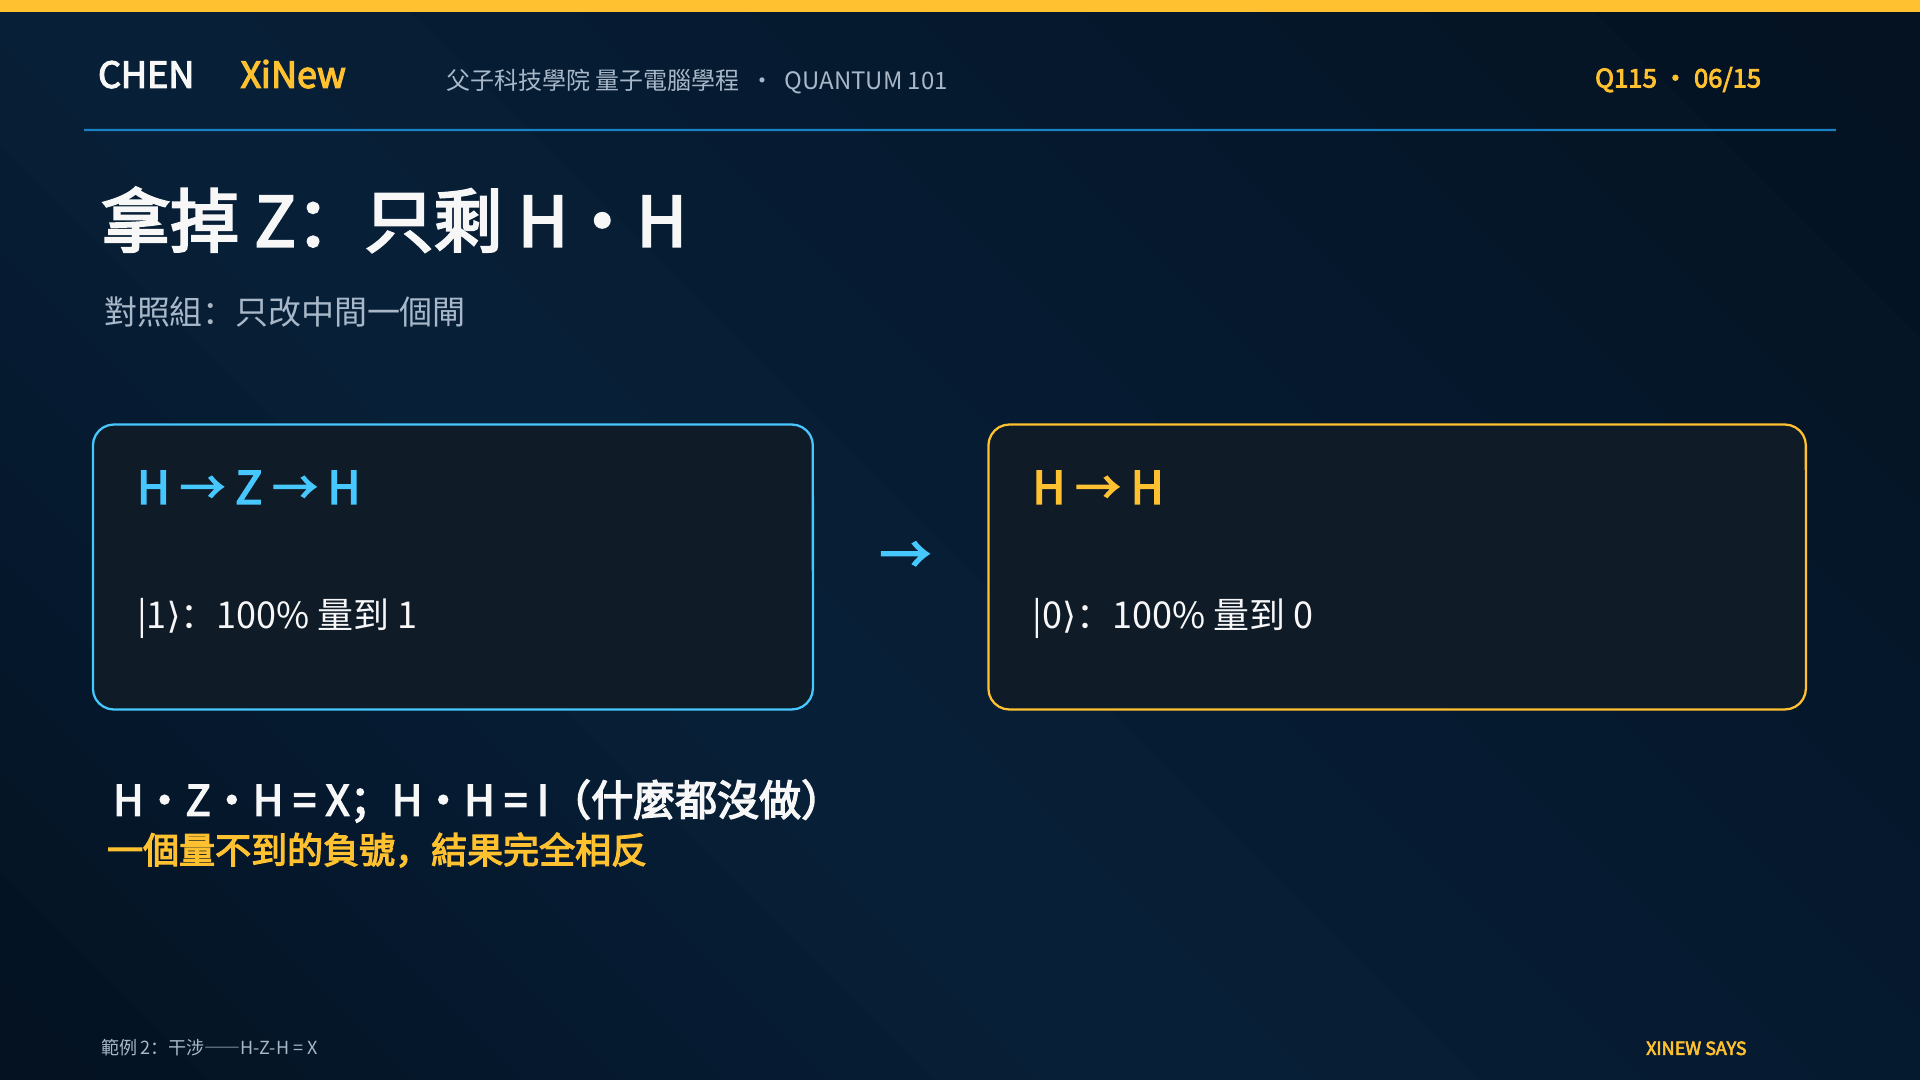 CHEN XiNew 父子科技學院 量子電腦學程 · QUANTUM 101 Q115 · 06/15
拿掉 Z：只剩 H·H
對照組：只改中間一個閘
H→Z→H
|1⟩：100% 量到 1
→
H→H
|0⟩：100% 量到 0
H·Z·H = X；H·H = I（什麼都沒做）
一個量不到的負號，結果完全相反
範例 2：干涉——H-Z-H = X
XINEW SAYS